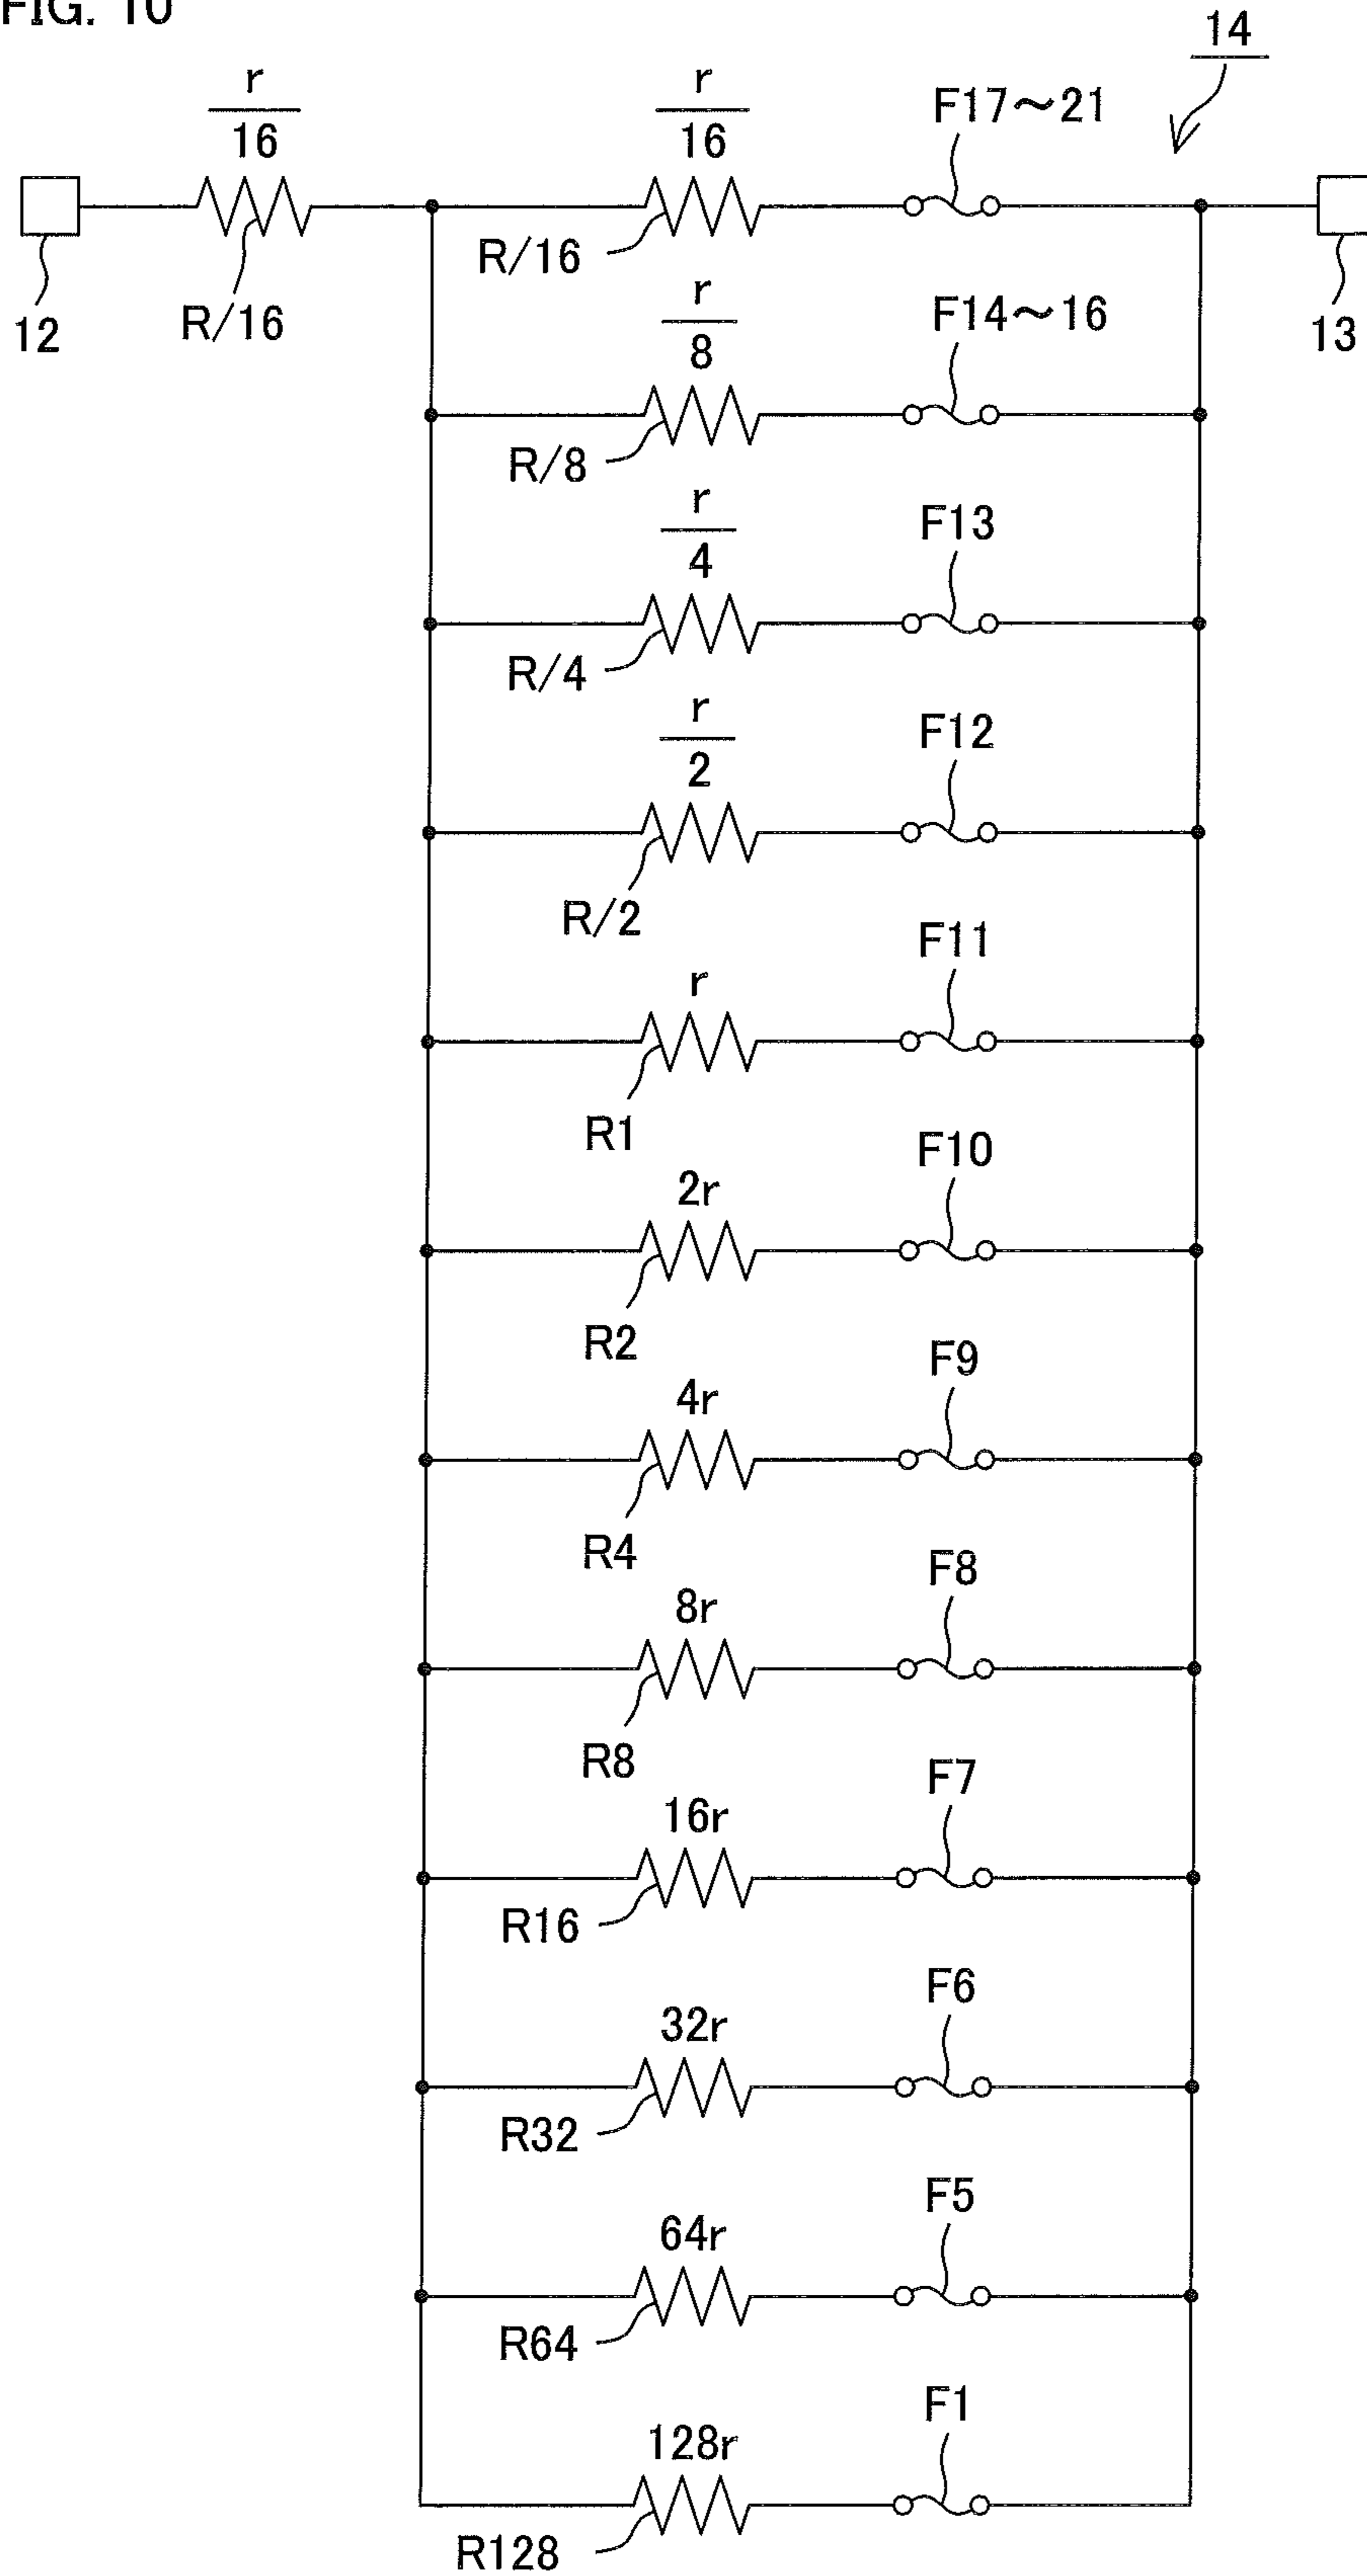 FIG. 10
14
r
16
r
16
F17～21
R/16
R/16
12
13
r
8
F14～16
R/8
r
4
F13
R/4
r
2
F12
R/2
F11
r
R1
F10
2r
R2
F9
4r
R4
F8
8r
R8
F7
16r
R16
F6
32r
R32
F5
64r
R64
F1
128r
R128